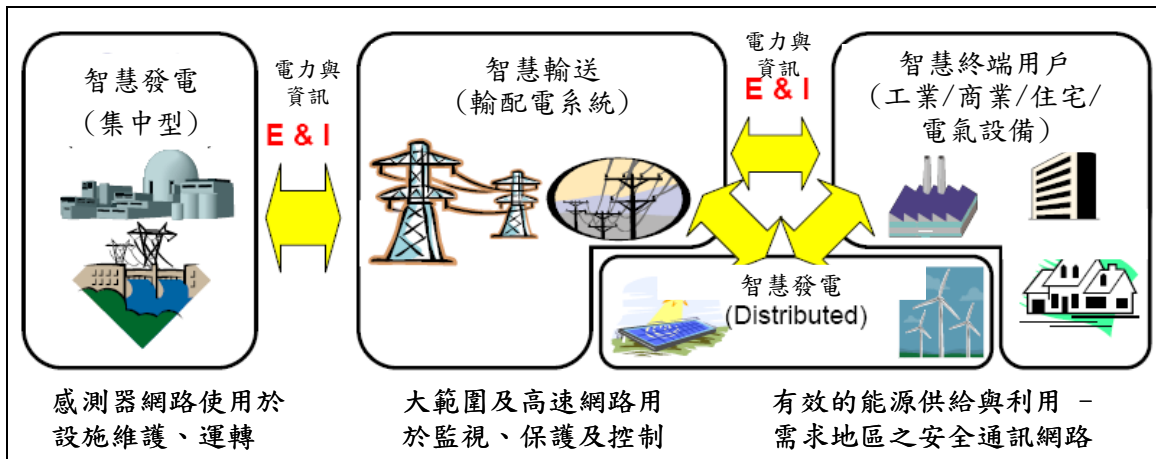 智慧發電
(集中型)
電力與
資訊
E & I
智慧輸送
(輸配電系統)
電力與
資訊
E & I
智慧終端用戶
(工業/商業/住宅/
電氣設備)
智慧發電
(Distributed)
感測器網路使用於
設施維護、運轉
大範圍及高速網路用
於監視、保護及控制
有效的能源供給與利用 -
需求地區之安全通訊網路